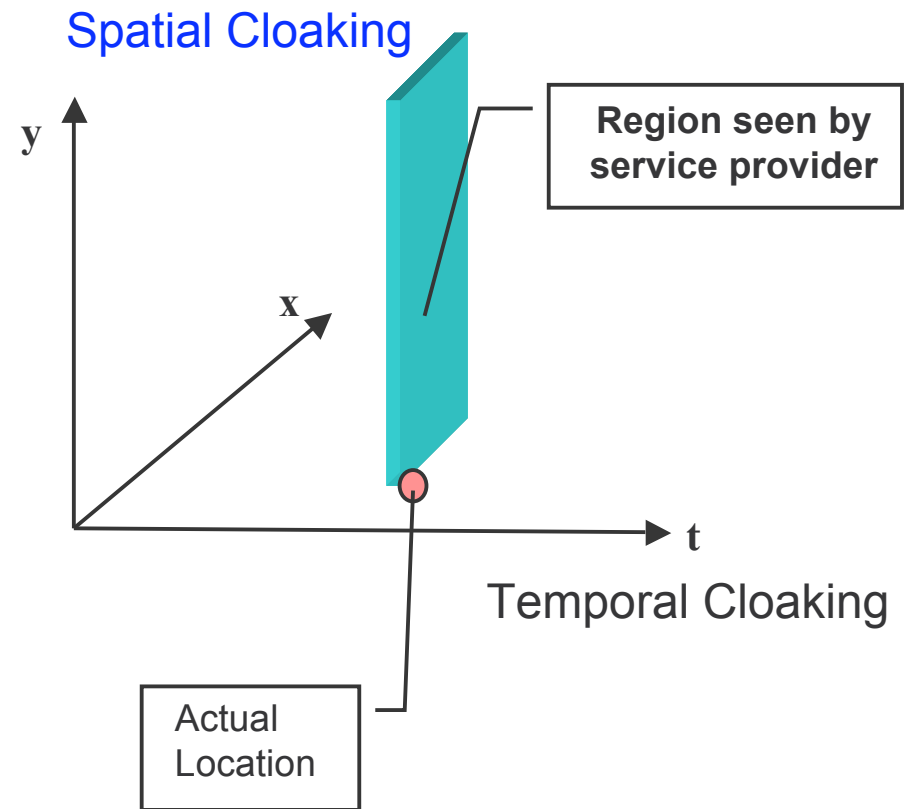 Spatial Cloaking
y
Region seen by
service provider
x
t
Temporal Cloaking
Actual
Location